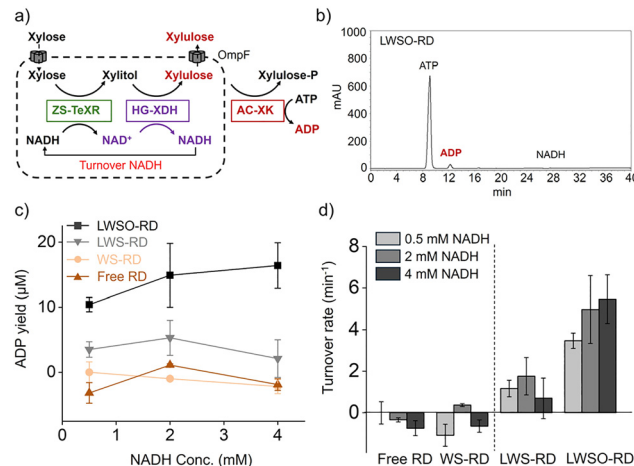 a)
Xylose
Xylulose
OmpF
Xylose
Xylitol
Xylulose
Xylulose-P
ZS-TeXR
HG-XDH
AC-XK
ATP
ADP
NADH
NAD+
NADH
Turnover NADH
b)
LWSO-RD
ATP
ADP
NADH
mAU
1000
800
600
400
200
0
0 4 8 12 16 20 24 28 32 36 40
min
c)
LWSO-RD
LWS-RD
WS-RD
Free RD
ADP yield (µM)
20
10
0
0 1 2 3 4
NADH Conc. (mM)
d)
0.5 mM NADH
2 mM NADH
4 mM NADH
Turnover rate (min-1)
8
6
4
2
0
-2
Free RD WS-RD LWS-RD LWSO-RD